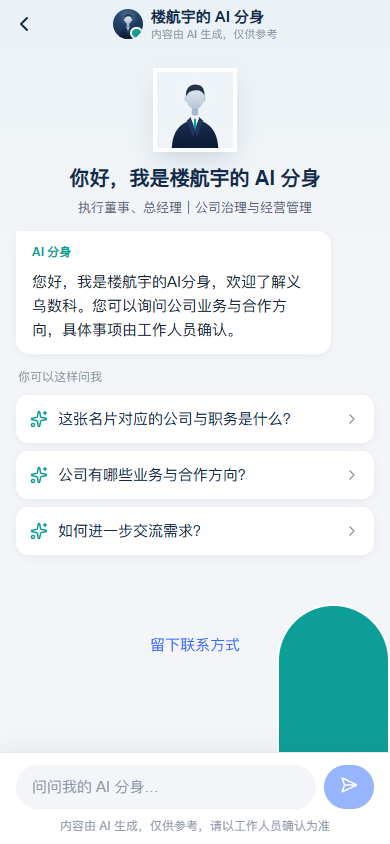 楼航宇的 AI 分身
内容由 AI 生成，仅供参考
你好，我是楼航宇的 AI 分身
执行董事、总经理｜公司治理与经营管理
AI 分身
您好，我是楼航宇的AI分身，欢迎了解义
乌数科。您可以询问公司业务与合作方
向，具体事项由工作人员确认。
你可以这样问我
这张名片对应的公司与职务是什么?
公司有哪些业务与合作方向?
如何进一步交流需求?
留下联系方式
问问我的 AI 分身...
内容由 AI 生成，仅供参考，请以工作人员确认为准